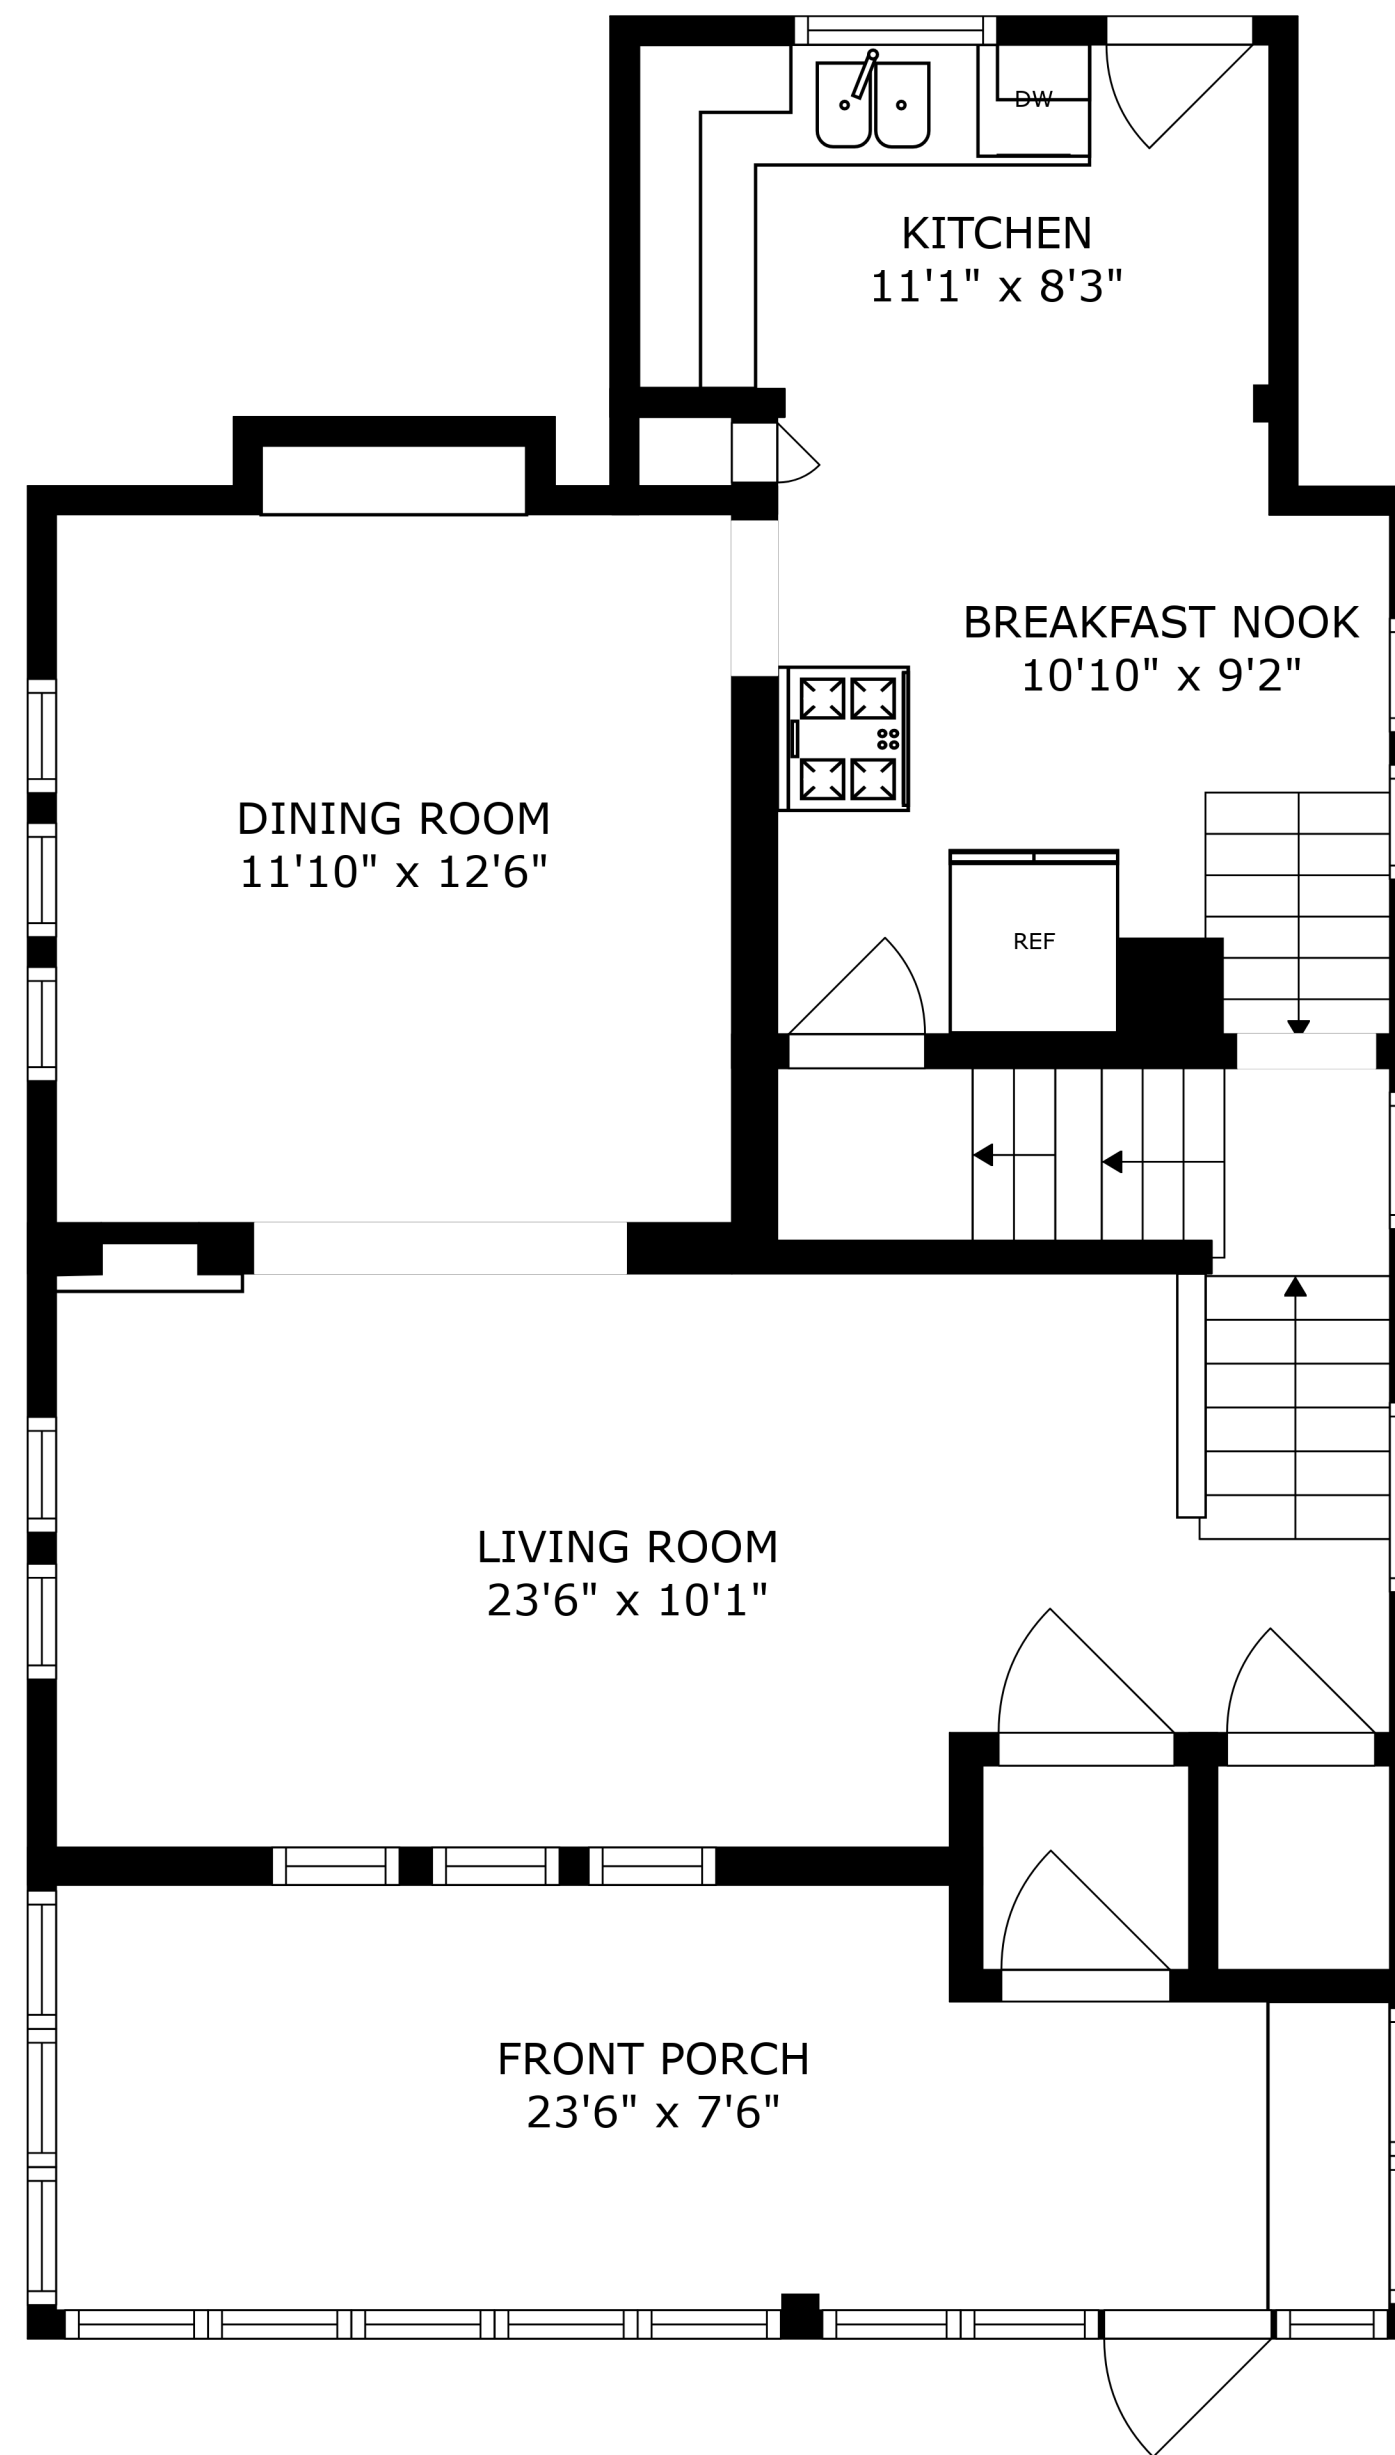 DW
KITCHEN
11'1" x 8'3"
BREAKFAST NOOK
10'10" x 9'2"
DINING ROOM
11'10" x 12'6"
REF
LIVING ROOM
23'6" x 10'1"
FRONT PORCH
23'6" x 7'6"